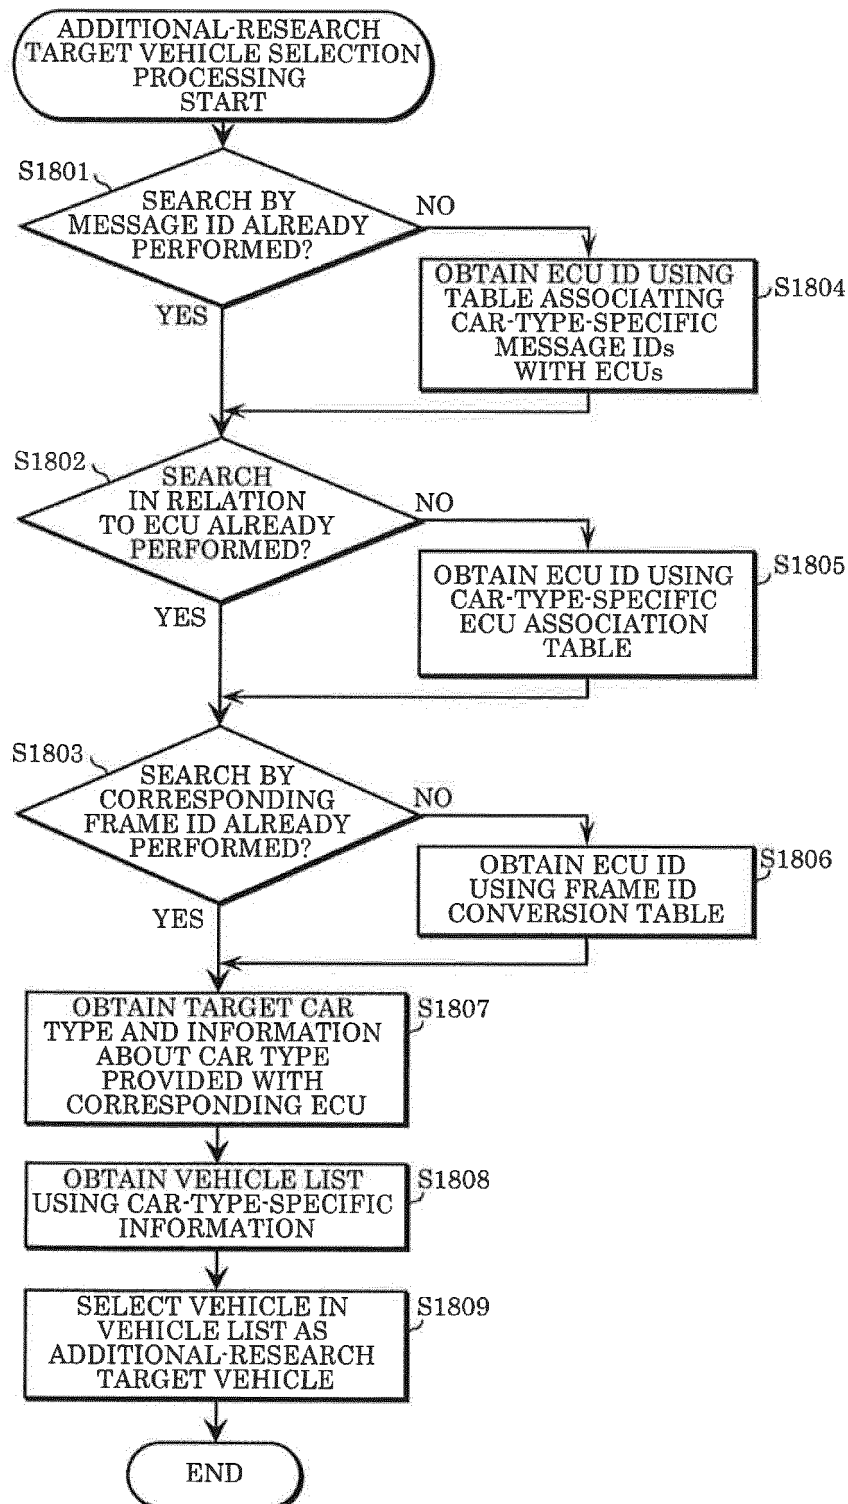 ADDITIONAL-RESEARCH
TARGET VEHICLE SELECTION
PROCESSING
START
S1801
SEARCH BY
MESSAGE ID ALREADY
PERFORMED?
NO
YES
OBTAIN ECU ID USING
TABLE ASSOCIATING
CAR-TYPE-SPECIFIC
MESSAGE IDs
WITH ECUs
S1804
S1802
SEARCH
IN RELATION
TO ECU ALREADY
PERFORMED?
NO
YES
OBTAIN ECU ID USING
CAR-TYPE-SPECIFIC
ECU ASSOCIATION
TABLE
S1805
S1803
SEARCH BY
CORRESPONDING
FRAME ID ALREADY
PERFORMED?
NO
YES
OBTAIN ECU ID
USING FRAME ID
CONVERSION TABLE
S1806
OBTAIN TARGET CAR
TYPE AND INFORMATION
ABOUT CAR TYPE
PROVIDED WITH
CORRESPONDING ECU
S1807
OBTAIN VEHICLE LIST
USING CAR-TYPE-SPECIFIC
INFORMATION
S1808
SELECT VEHICLE IN
VEHICLE LIST AS
ADDITIONAL-RESEARCH
TARGET VEHICLE
S1809
END